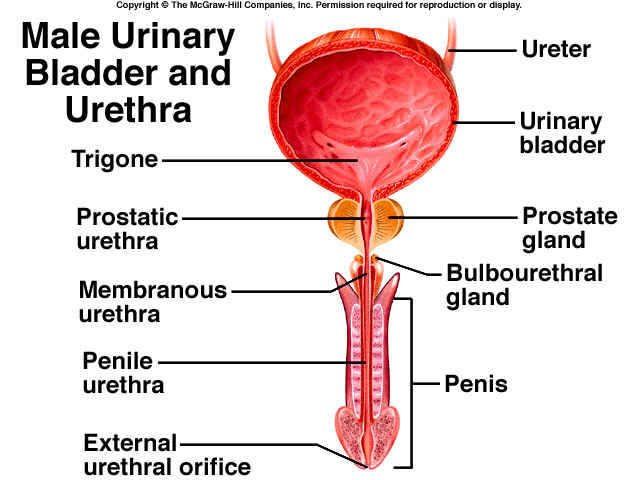 Copyright © The McGraw-Hill Companies, Inc. Permission required for reproduction or display.
Male Urinary
Bladder and
Urethra
Ureter
Urinary
bladder
Trigone
Prostatic
urethra
Prostate
gland
Bulbourethral
gland
Membranous
urethra
Penile
urethra
Penis
External
urethral orifice